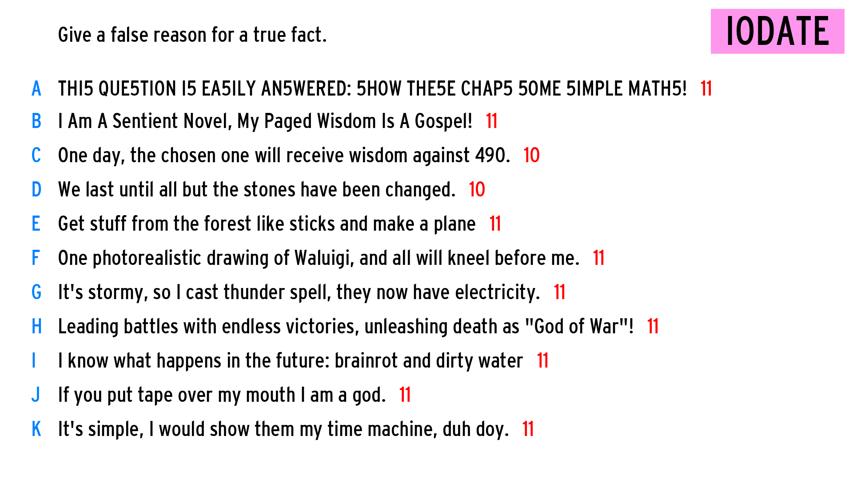 Give a false reason for a true fact.
IODATE
A THI5 QUE5TION I5 EA5ILY AN5WERED: 5HOW THE5E CHAP5 5OME 5IMPLE MATH5! 11
B I Am A Sentient Novel, My Paged Wisdom Is A Gospel! 11
C One day, the chosen one will receive wisdom against 490. 10
D We last until all but the stones have been changed. 10
E Get stuff from the forest like sticks and make a plane 11
F One photorealistic drawing of Waluigi, and all will kneel before me. 11
G It's stormy, so I cast thunder spell, they now have electricity. 11
H Leading battles with endless victories, unleashing death as "God of War"! 11
I I know what happens in the future: brainrot and dirty water 11
J If you put tape over my mouth I am a god. 11
K It's simple, I would show them my time machine, duh doy. 11